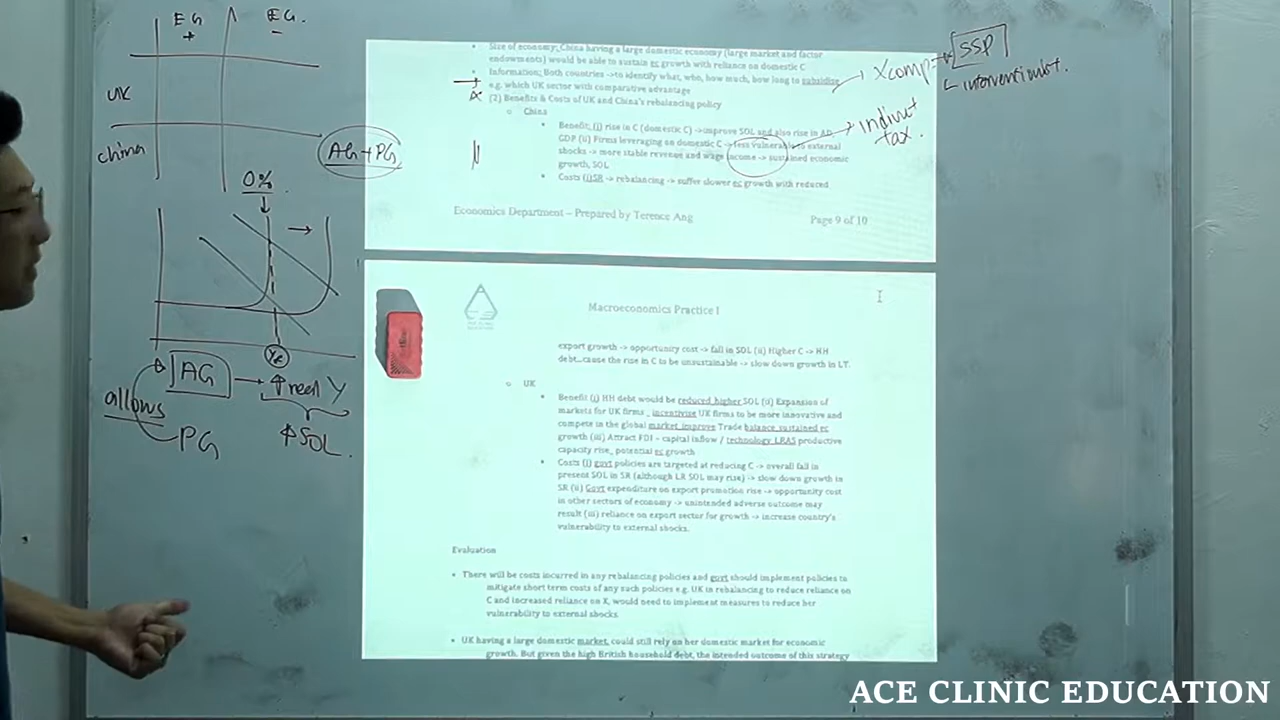 EG
+
EG.
-
UK
China
AG+PG
0%
Ye
AG
↑real Y
allows
PG
↑SOL.
Xcomp→
SSP
interventionist.
indirect
tax.
Size of economy; China having a large domestic economy (large market and factor
endowments) would be able to sustain eg growth with reliance on domestic C
Information; Both countries ->to identify what, who, how much, how long to subsidise
e.g. which UK sector with comparative advantage
(2) Benefits & Costs of UK and China's rebalancing policy
China
Benefit; (i) rise in C (domestic C) ->improve SOL and also rise in AD
GDP (ii) Firms leveraging on domestic C -> less vulnerable to external
shocks -> more stable revenue and wage income -> sustained economic
growth, SOL
Costs (i)SR -> rebalancing -> suffer slower ec growth with reduced
Economics Department – Prepared by Terence Ang
Page 9 of 10
Macroeconomics Practice I
export growth -> opportunity cost -> fall in SOL (ii) Higher C -> HH
debt...cause the rise in C to be unsustainable -> slow down growth in LT.
UK
Benefit (i) HH debt would be reduced higher SOL (ii) Expansion of
markets for UK firms , incentivise UK firms to be more innovative and
compete in the global market improve Trade balance sustained ec
growth (iii) Attract FDI – capital inflow / technology LRAS productive
capacity rise, potential eg growth
Costs (i) govt policies are targeted at reducing C -> overall fall in
present SOL in SR (although LR SOL may rise) -> slow down growth in
SR (ii) Govt expenditure on export promotion rise -> opportunity cost
in other sectors of economy -> unintended adverse outcome may
result (iii) reliance on export sector for growth -> increase country's
vulnerability to external shocks.
Evaluation
There will be costs incurred in any rebalancing policies and govt should implement policies to
mitigate short term costs of any such policies e.g. UK in rebalancing to reduce reliance on
C and increased reliance on X, would need to implement measures to reduce her
vulnerability to external shocks.
UK having a large domestic market, could still rely on her domestic market for economic
growth. But given the high British household debt, the intended outcome of this strategy
ACE CLINIC EDUCATION